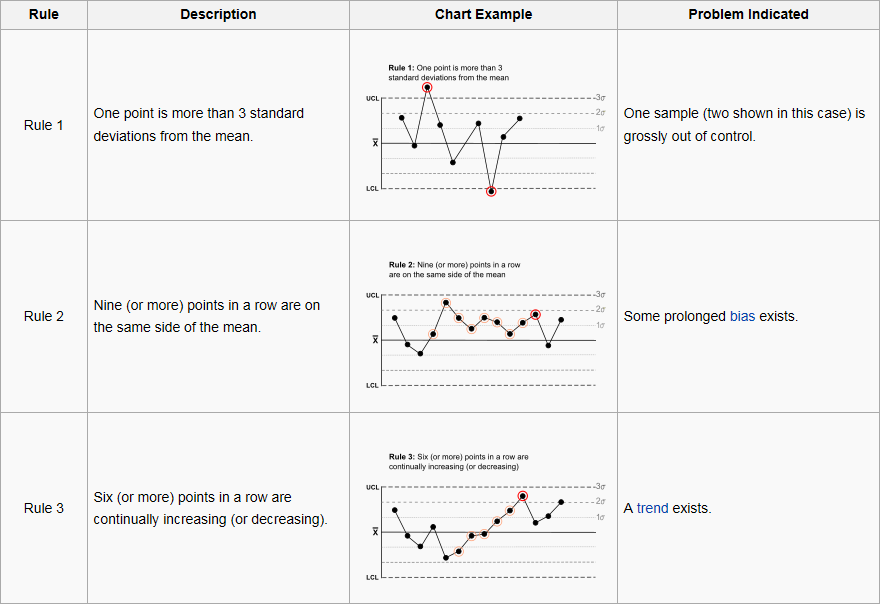 Rule Description Chart Example Problem Indicated
Rule 1
One point is more than 3 standard
deviations from the mean.
Rule 1: One point is more than 3
standard deviations from the mean
UCL
3σ
2σ
1σ
X̅
LCL
One sample (two shown in this case) is
grossly out of control.
Rule 2
Nine (or more) points in a row are on
the same side of the mean.
Rule 2: Nine (or more) points in a row
are on the same side of the mean
UCL
3σ
2σ
1σ
X̅
LCL
Some prolonged bias exists.
Rule 3
Six (or more) points in a row are
continually increasing (or decreasing).
Rule 3: Six (or more) points in a row are
continually increasing (or decreasing)
UCL
3σ
2σ
1σ
X̅
LCL
A trend exists.